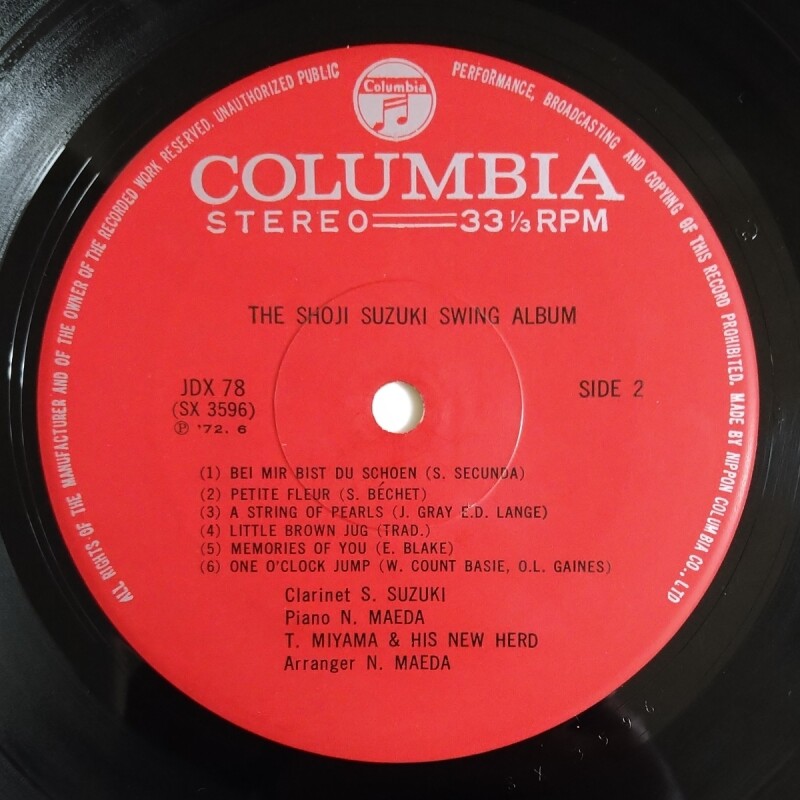 ALL RIGHTS OF THE MANUFACTURER AND OF THE OWNER OF THE RECORDED WORK RESERVED. UNAUTHORIZED PUBLIC PERFORMANCE, BROADCASTING AND COPYING OF THIS RECORD PROHIBITED. MADE BY NIPPON COLUMBIA CO., LTD
Columbia
COLUMBIA
STEREO 33 1/3 RPM
THE SHOJI SUZUKI SWING ALBUM
JDX 78
SIDE 2
(SX 3596)
Ⓟ '72. 6
(1) BEI MIR BIST DU SCHOEN (S. SECUNDA)
(2) PETITE FLEUR (S. BÉCHET)
(3) A STRING OF PEARLS (J. GRAY E.D. LANGE)
(4) LITTLE BROWN JUG (TRAD.)
(5) MEMORIES OF YOU (E. BLAKE)
(6) ONE O'CLOCK JUMP (W. COUNT BASIE, O.L. GAINES)
Clarinet S. SUZUKI
Piano N. MAEDA
T. MIYAMA & HIS NEW HERD
Arranger N. MAEDA